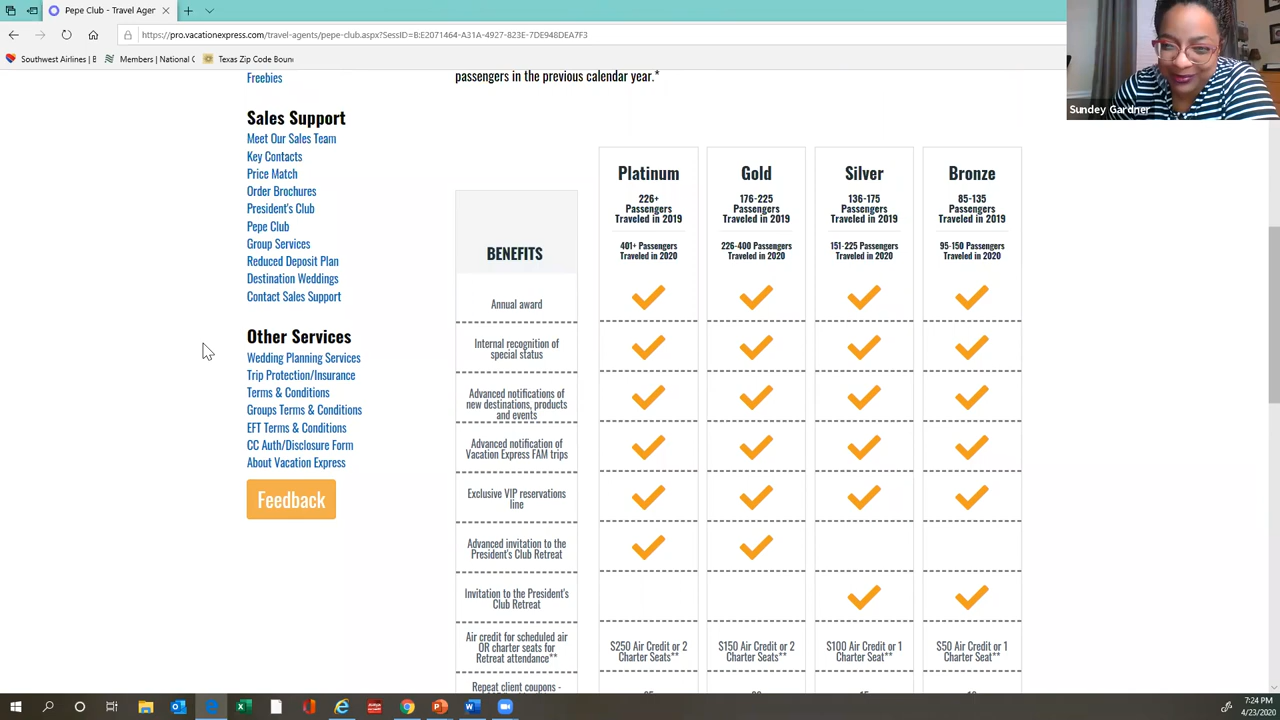 Pepe Club - Travel Agen
https://pro.vacationexpress.com/travel-agents/pepe-club.aspx?SessID=B:E2071464-A31A-4927-823E-7DE94BDEA7F3
Southwest Airlines | B
Members | National C
Texas Zip Code Boun
Sundey Gardner
Freebies
Sales Support
Meet Our Sales Team
Key Contacts
Price Match
Order Brochures
President's Club
Pepe Club
Group Services
Reduced Deposit Plan
Destination Weddings
Contact Sales Support
Other Services
Wedding Planning Services
Trip Protection/Insurance
Terms & Conditions
Groups Terms & Conditions
EFT Terms & Conditions
CC Auth/Disclosure Form
About Vacation Express
Feedback
passengers in the previous calendar year.*
BENEFITS
Platinum
226+
Passengers
Traveled in 2019
401+ Passengers
Traveled in 2020
Gold
176-225
Passengers
Traveled in 2019
226-400 Passengers
Traveled in 2020
Silver
136-175
Passengers
Traveled in 2019
151-225 Passengers
Traveled in 2020
Bronze
85-135
Passengers
Traveled in 2019
95-150 Passengers
Traveled in 2020
Annual award
Internal recognition of
special status
Advanced notifications of
new destinations, products
and events
Advanced notification of
Vacation Express FAM trips
Exclusive VIP reservations
line
Advanced invitation to the
President's Club Retreat
Invitation to the President's
Club Retreat
Air credit for scheduled air
OR charter seats for
Retreat attendance**
$250 Air Credit or 2
Charter Seats**
$150 Air Credit or 2
Charter Seats**
$100 Air Credit or 1
Charter Seat**
$50 Air Credit or 1
Charter Seat**
Repeat client coupons -
7:24 PM
4/23/2020